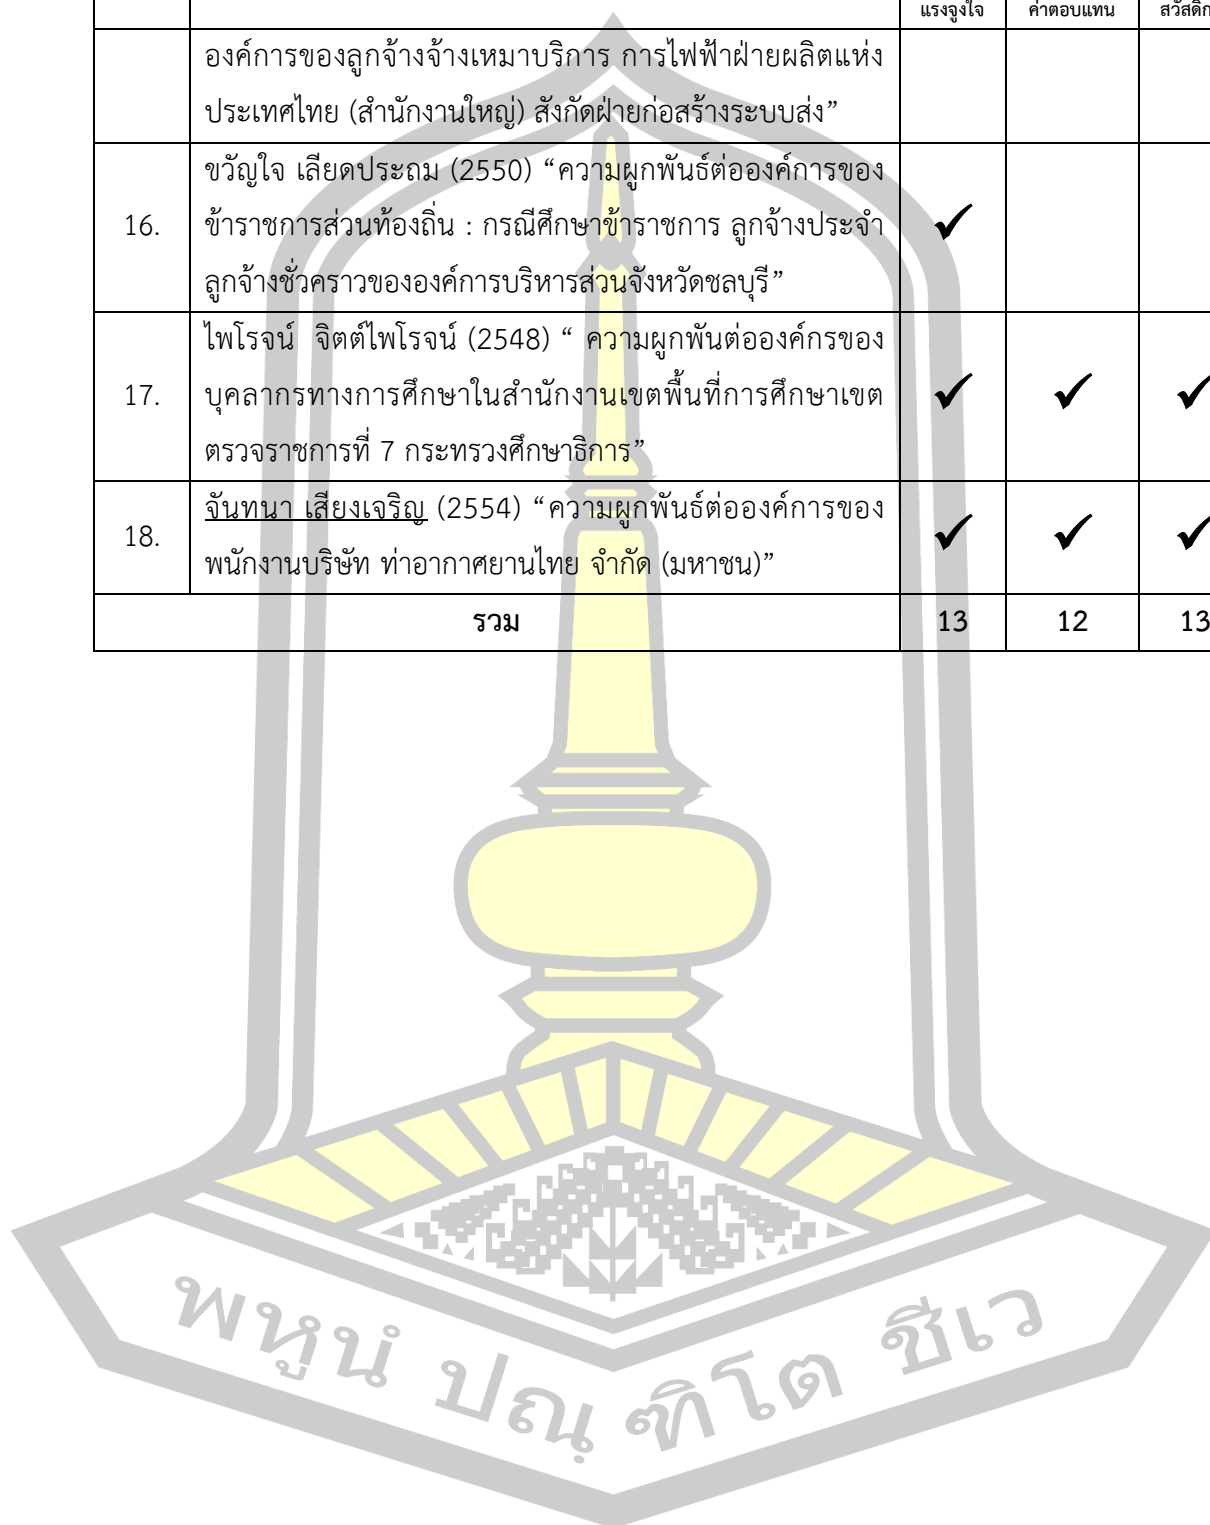 แรงจูงใจ ค่าตอบแทน
องค์การของลูกจ้างจ้างเหมาบริการ การไฟฟ้าฝ่ายผลิตแห่ง
ประเทศไทย (สำนักงานใหญ่) สังกัดฝ่ายก่อสร้างระบบส่ง”
ขวัญใจ เลียดประถม (2550) “ความผูกพันธ์ต่อองค์การของ
16. ข้าราชการส่วนท้องถิ่น : กรณีศึกษาข้าราชการ ลูกจ้างประจำ ✓
ลูกจ้างชั่วคราวขององค์การบริหารส่วนจังหวัดชลบุรี”
ไพโรจน์ จิตต์ไพโรจน์ (2548) “ ความผูกพันต่อองค์กรของ
17. บุคลากรทางการศึกษาในสำนักงานเขตพื้นที่การศึกษาเขต ✓ ✓ ✓
ตรวจราชการที่ 7 กระทรวงศึกษาธิการ”
จันทนา เสียงเจริญ (2554) “ความผูกพันธ์ต่อองค์การของ
18. พนักงานบริษัท ท่าอากาศยานไทย จำกัด (มหาชน)” ✓ ✓ ✓
รวม 13 12 13
พหูนํ ปณฺฑิโต ชีเว